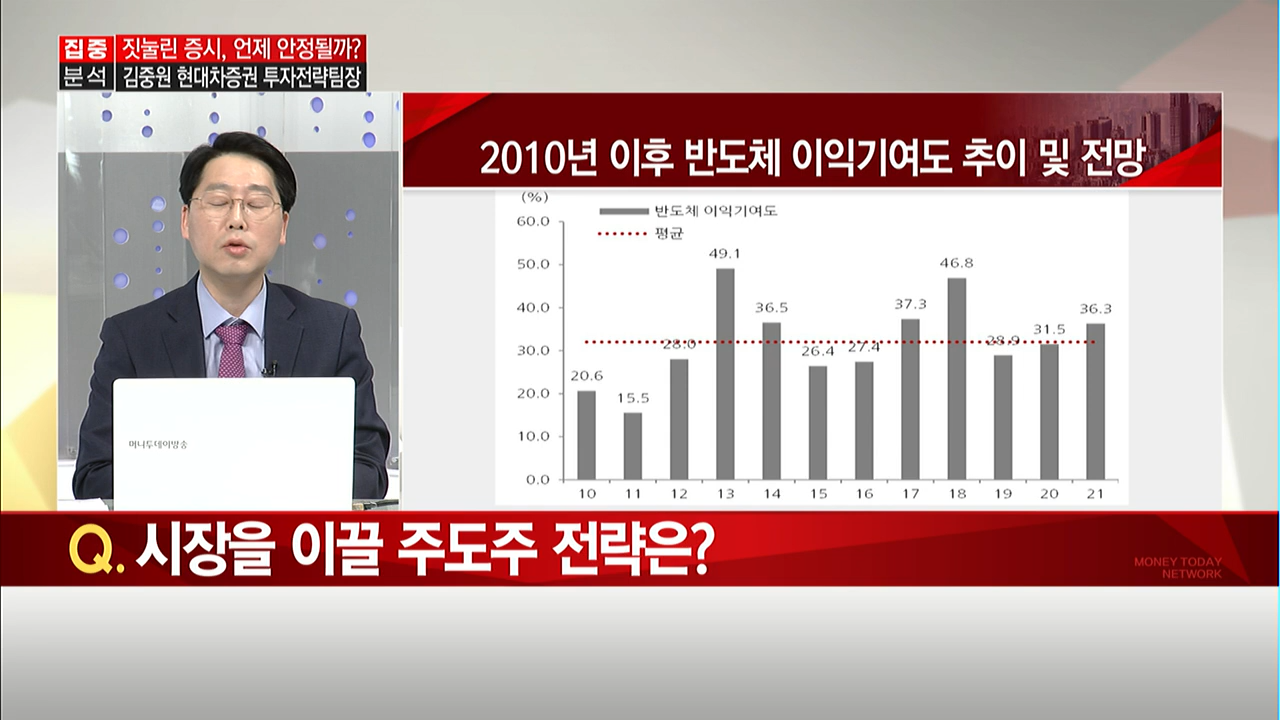 집중 짓눌린 증시, 언제 안정될까?
분석 김중원 현대차증권 투자전략팀장
2010년 이후 반도체 이익기여도 추이 및 전망
(%)
반도체 이익기여도
평균
60.0
50.0
40.0
30.0
20.0
10.0
0.0
20.6
15.5
28.0
49.1
36.5
26.4
27.4
37.3
46.8
28.9
31.5
36.3
10 11 12 13 14 15 16 17 18 19 20 21
머니투데이방송
Q. 시장을 이끌 주도주 전략은?
MONEY TODAY
NETWORK